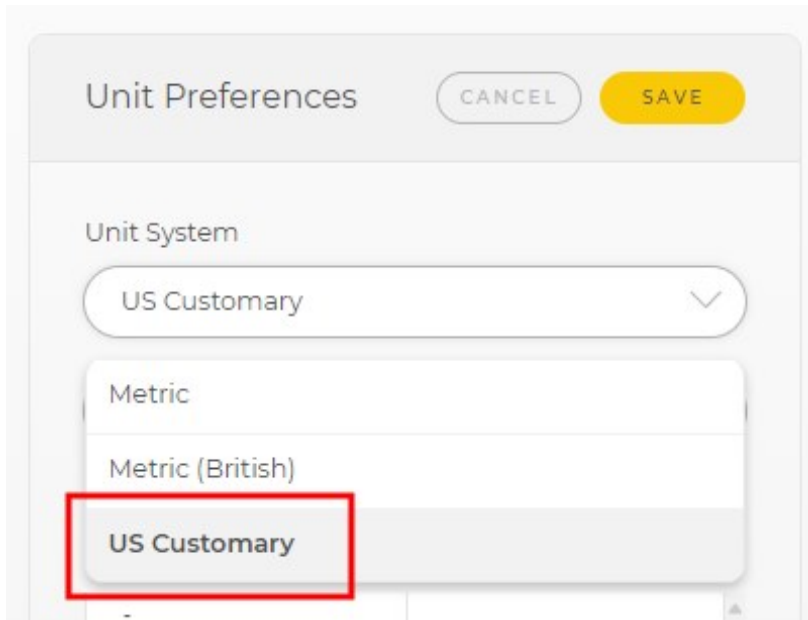 Unit Preferences CANCEL SAVE
Unit System
US Customary
Metric
Metric (British)
US Customary
-